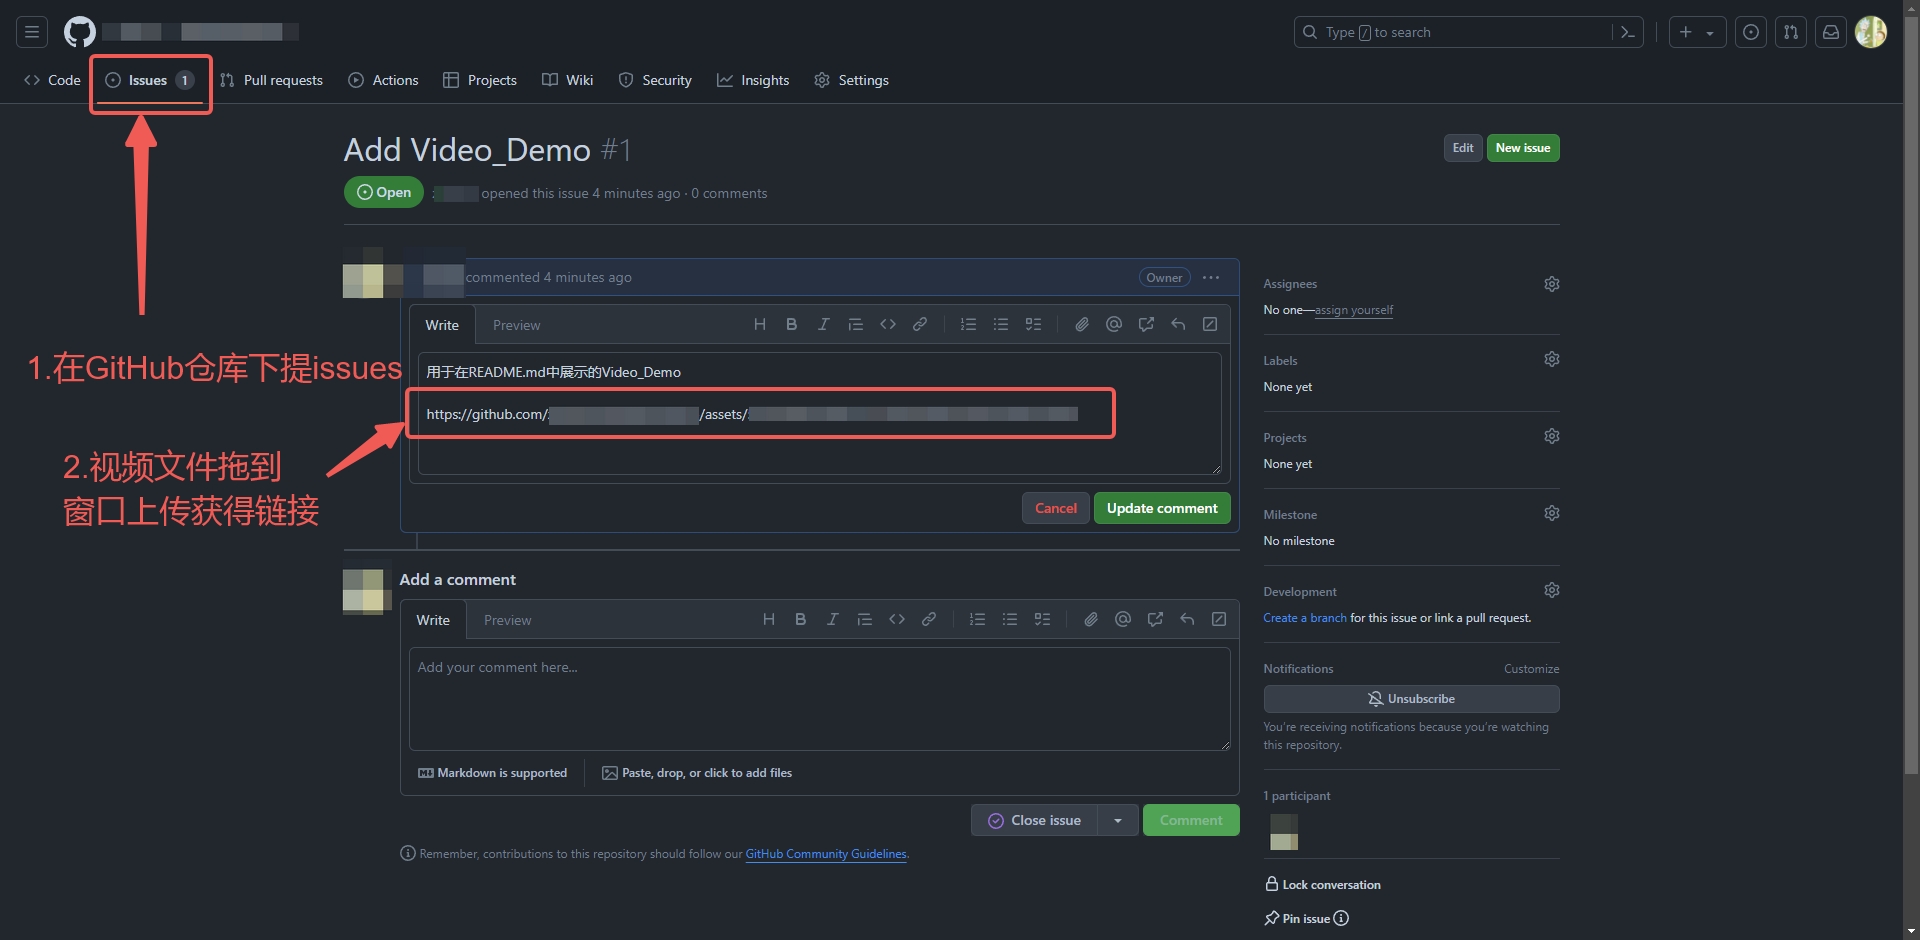 Type / to search
Code
Issues 1
Pull requests
Actions
Projects
Wiki
Security
Insights
Settings
Add Video_Demo #1
Edit
New issue
Open
opened this issue 4 minutes ago · 0 comments
commented 4 minutes ago
Owner
Write
Preview
用于在README.md中展示的Video_Demo
https://github.com/
/assets/
Cancel
Update comment
1.在GitHub仓库下提issues
2.视频文件拖到
窗口上传获得链接
Add a comment
Write
Preview
Add your comment here...
Markdown is supported
Paste, drop, or click to add files
Close issue
Comment
Remember, contributions to this repository should follow our GitHub Community Guidelines.
Assignees
No one—assign yourself
Labels
None yet
Projects
None yet
Milestone
No milestone
Development
Create a branch for this issue or link a pull request.
Notifications
Customize
Unsubscribe
You're receiving notifications because you're watching
this repository.
1 participant
Lock conversation
Pin issue